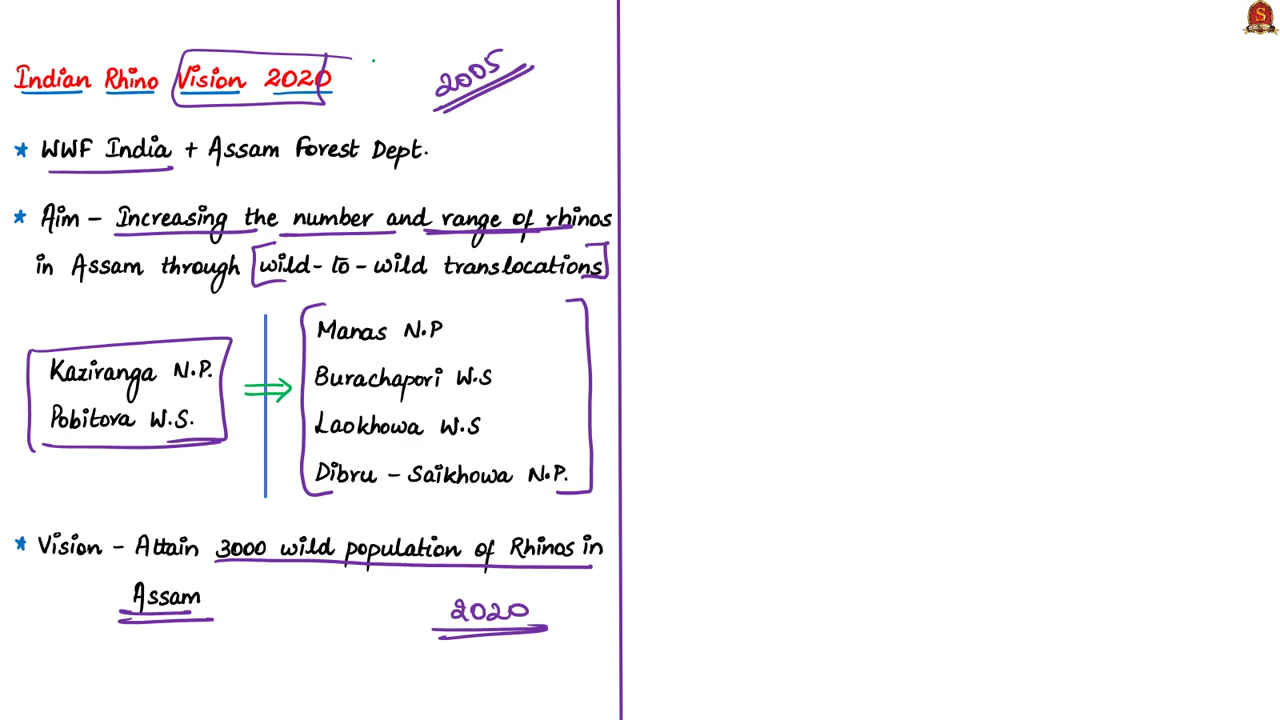 Indian Rhino Vision 2020
2005
* WWF India + Assam Forest Dept.
* Aim - Increasing the number and range of rhinos
in Assam through [wild-to-wild translocations]
Kaziranga N.P.
Pobitora W.S.
⇒
Manas N.P
Burachapori W.S
Laokhowa W.S
Dibru - Saikhowa N.P.
* Vision - Attain 3000 wild population of Rhinos in
Assam
2020
S